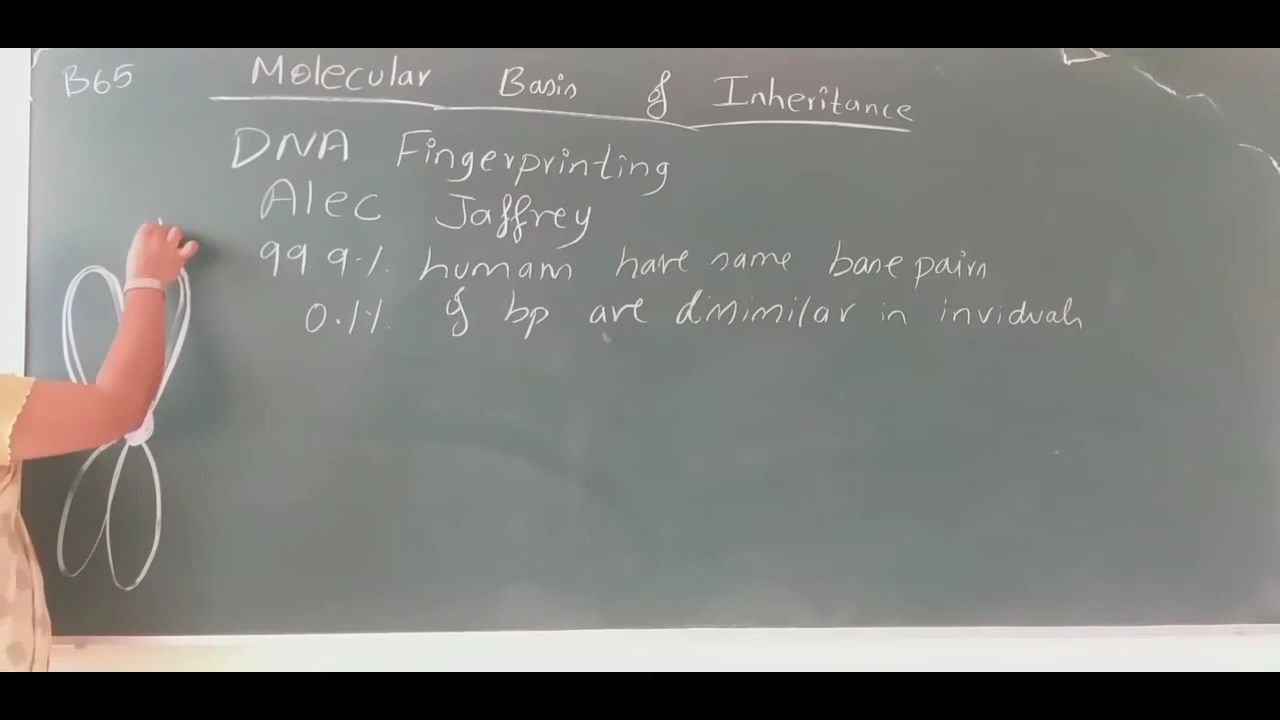 B65
Molecular Basis of Inheritance
DNA Fingerprinting
Alec Jaffrey
99.9% human have same base pairs
0.1% of bp are dissimilar in inviduals